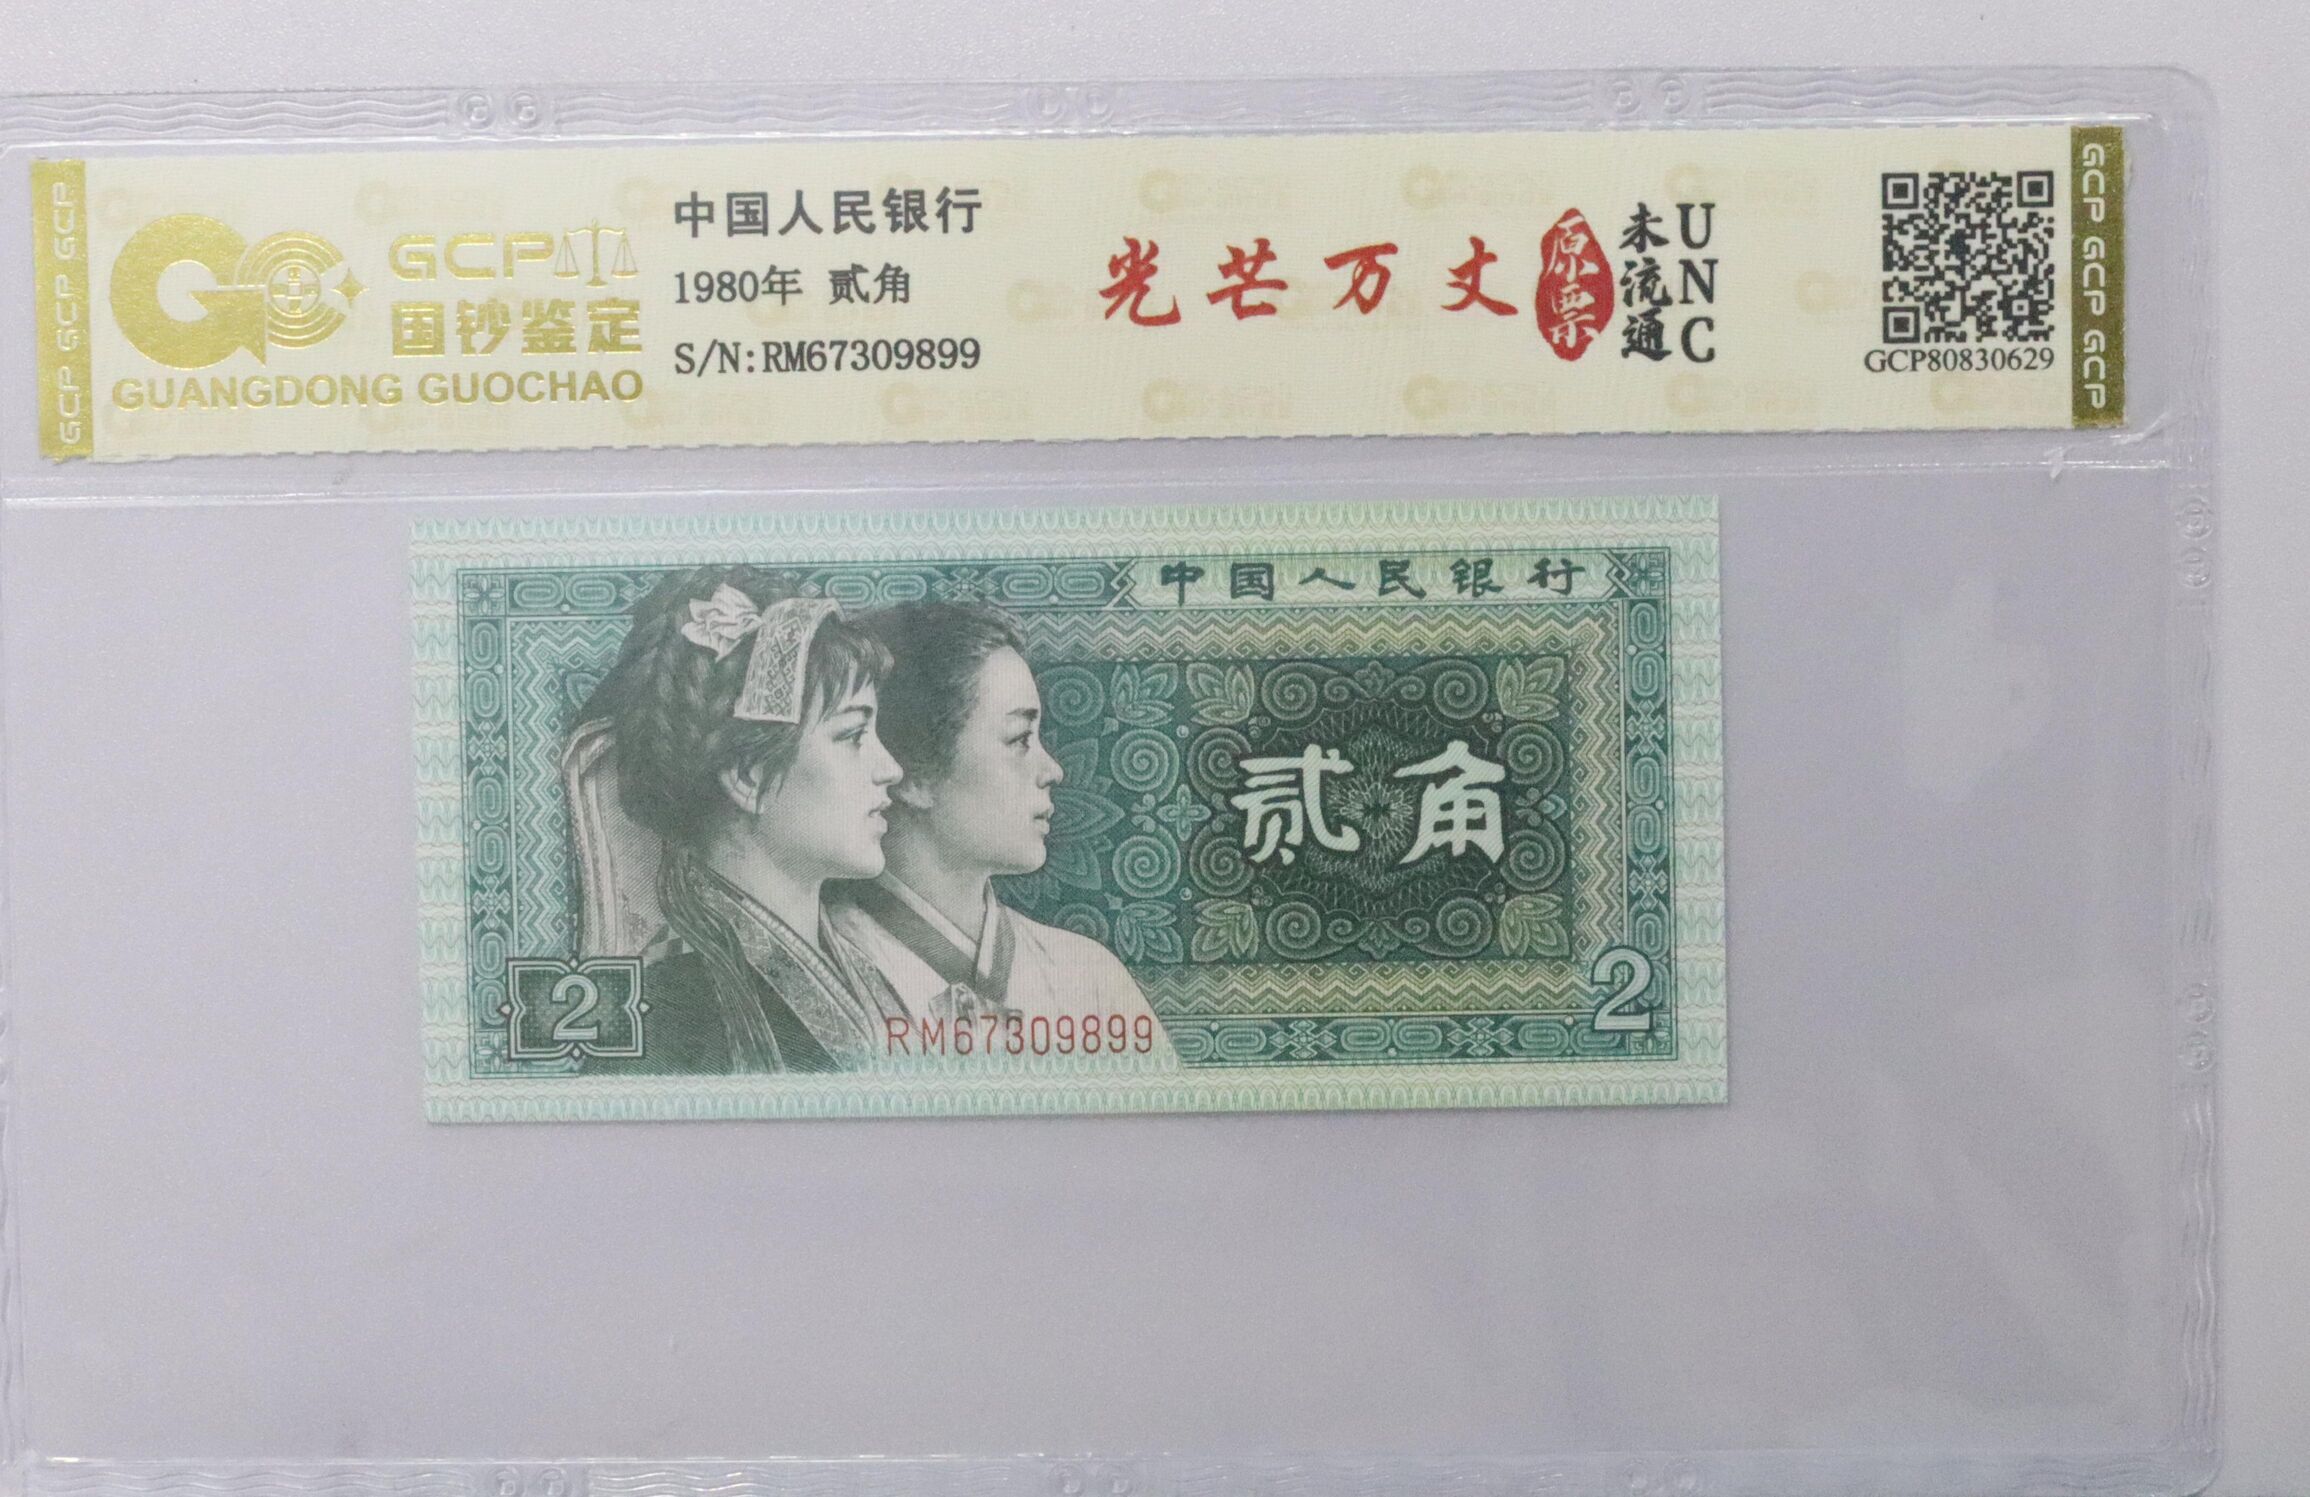 GCP GCP GCP
GCP
国钞鉴定
GUANGDONG GUOCHAO
中国人民银行
1980年 贰角
S/N:RM67309899
光芒万丈
原票
未流通
UNC
GCP80830629
GCP GCP GCP
中国人民银行
贰角
2
2
RM67309899